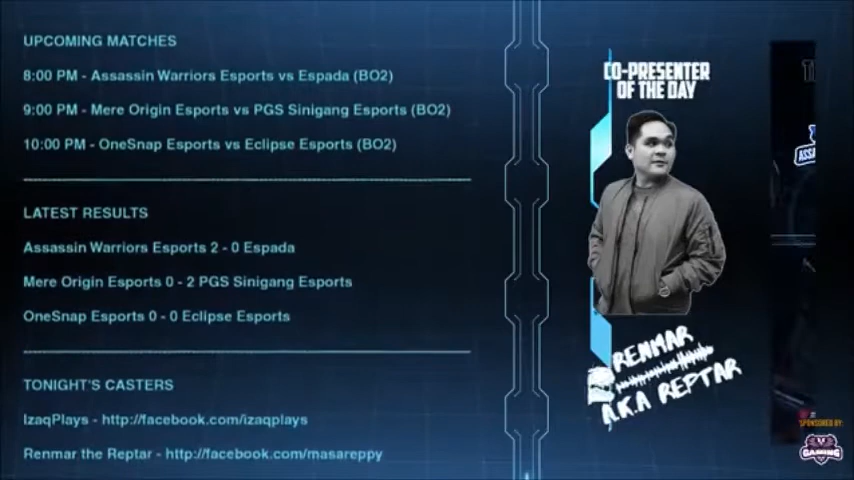 UPCOMING MATCHES
8:00 PM - Assassin Warriors Esports vs Espada (BO2)
9:00 PM - Mere Origin Esports vs PGS Sinigang Esports (BO2)
10:00 PM - OneSnap Esports vs Eclipse Esports (BO2)
LATEST RESULTS
Assassin Warriors Esports 2 - 0 Espada
Mere Origin Esports 0 - 2 PGS Sinigang Esports
OneSnap Esports 0 - 0 Eclipse Esports
TONIGHT'S CASTERS
IzaqPlays - http://facebook.com/izaqplays
Renmar the Reptar - http://facebook.com/masareppy
CO-PRESENTER
OF THE DAY
RENMAR
A.K.A REPTAR
SPONSORED BY:
GAMING